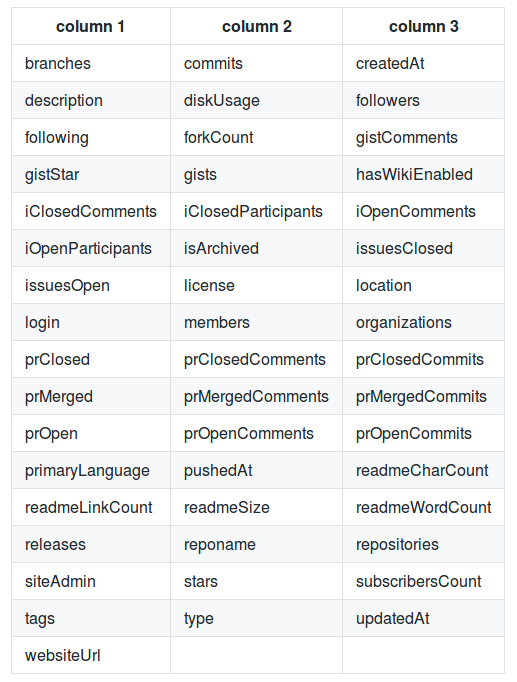 column 1 column 2 column 3
branches commits createdAt
description diskUsage followers
following forkCount gistComments
gistStar gists hasWikiEnabled
iClosedComments iClosedParticipants iOpenComments
iOpenParticipants isArchived issuesClosed
issuesOpen license location
login members organizations
prClosed prClosedComments prClosedCommits
prMerged prMergedComments prMergedCommits
prOpen prOpenComments prOpenCommits
primaryLanguage pushedAt readmeCharCount
readmeLinkCount readmeSize readmeWordCount
releases reponame repositories
siteAdmin stars subscribersCount
tags type updatedAt
websiteUrl